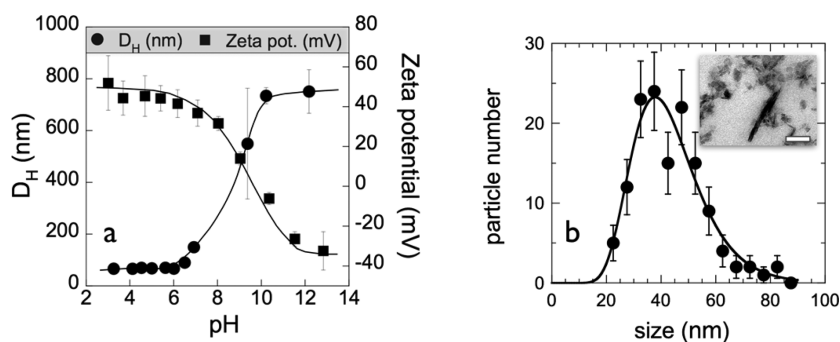 D_H (nm) Zeta pot. (mV)
1000
800
600
400
200
0
D_H (nm)
a
80
60
40
20
0
-20
-40
Zeta potential (mV)
2 4 6 8 10 12 14
pH
30
20
10
0
particle number
b
0 20 40 60 80 100
size (nm)